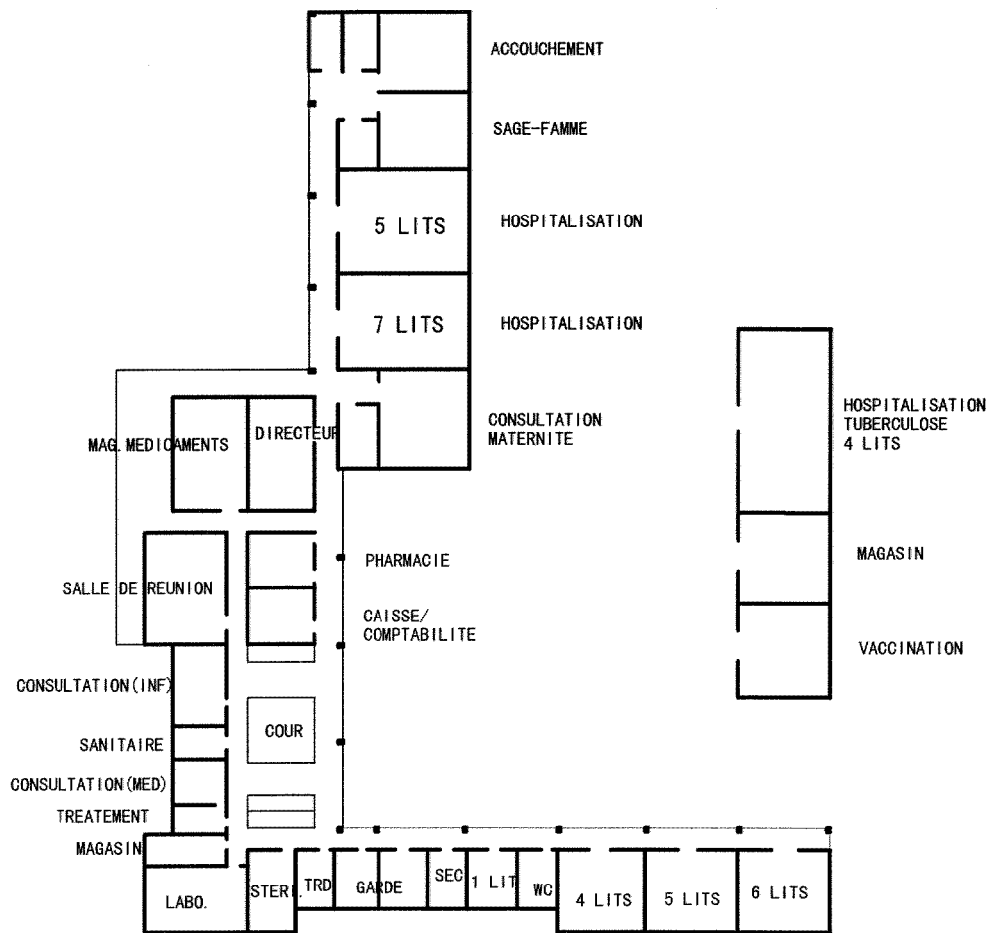 ACCOUCHEMENT
SAGE-FAMME
5 LITS
HOSPITALISATION
7 LITS
HOSPITALISATION
CONSULTATION
MATERNITE
MAG. MEDICAMENTS
DIRECTEUR
HOSPITALISATION
TUBERCULOSE
4 LITS
MAGASIN
VACCINATION
PHARMACIE
SALLE DE REUNION
CAISSE/
COMPTABILITE
CONSULTATION(INF)
SANITAIRE
COUR
CONSULTATION(MED)
TREATEMENT
MAGASIN
LABO.
STERI.
TRD
GARDE
SEC
1 LIT
WC
4 LITS
5 LITS
6 LITS